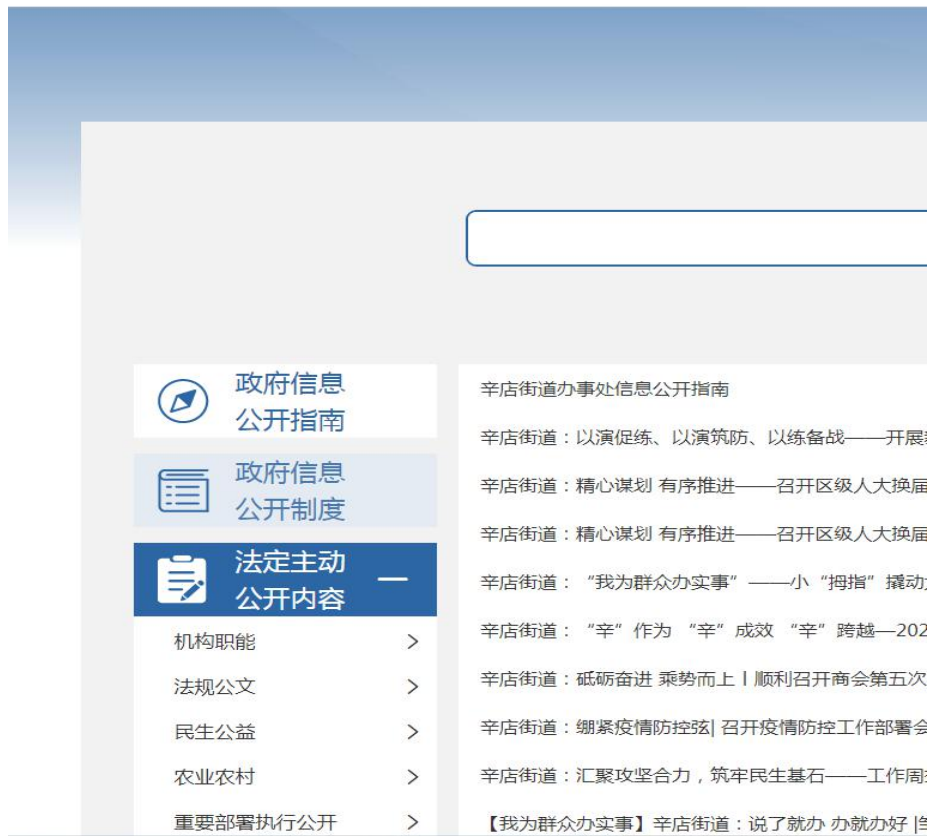 政府信息
公开指南
政府信息
公开制度
法定主动
公开内容
机构职能
法规公文
民生公益
农业农村
重要部署执行公开
辛店街道办事处信息公开指南
辛店街道：以演促练、以演筑防、以练备战——开展
辛店街道：精心谋划 有序推进——召开区级人大换届
辛店街道：精心谋划 有序推进——召开区级人大换届
辛店街道： “我为群众办实事” ——小“拇指”撬动
辛店街道： “辛”作为 “辛”成效 “辛”跨越—202
辛店街道：砥砺奋进 乘势而上丨顺利召开商会第五次
辛店街道：绷紧疫情防控弦| 召开疫情防控工作部署会
辛店街道：汇聚攻坚合力，筑牢民生基石——工作周
【我为群众办实事】辛店街道：说了就办 办就办好 |